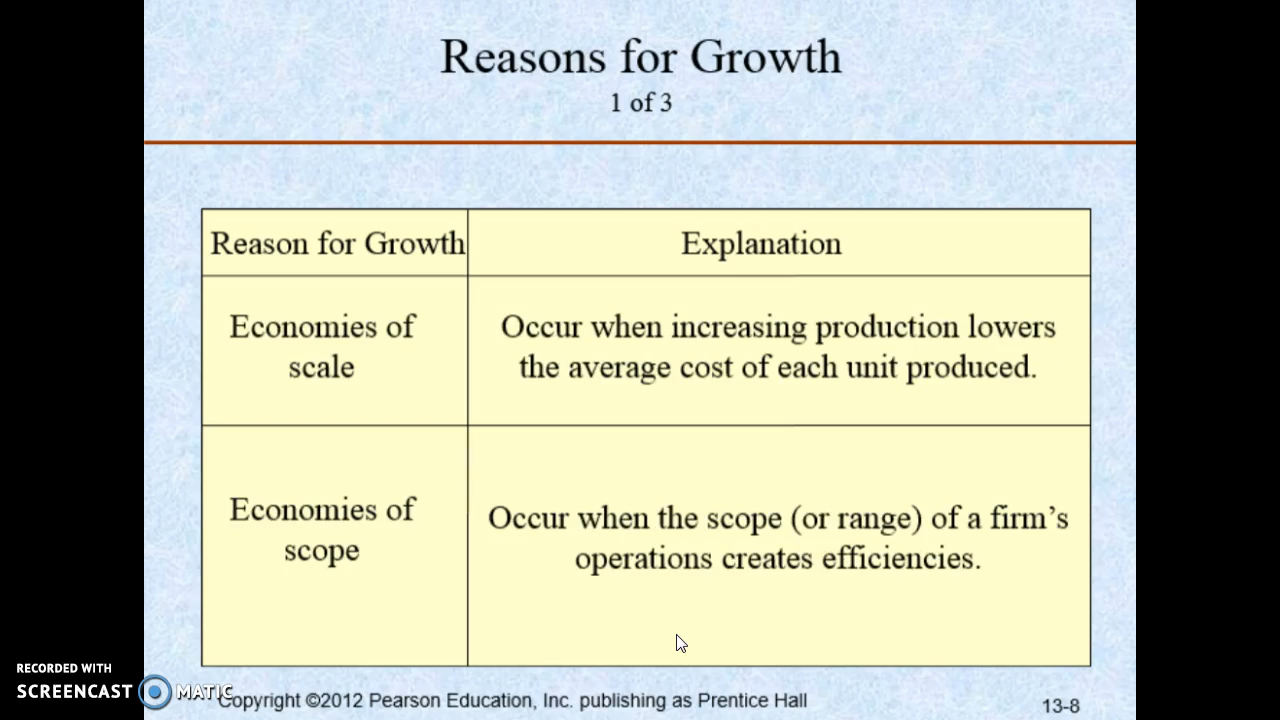 Reasons for Growth
1 of 3
Reason for Growth
Explanation
Economies of
scale
Occur when increasing production lowers
the average cost of each unit produced.
Economies of
scope
Occur when the scope (or range) of a firm's
operations creates efficiencies.
RECORDED WITH
SCREENCAST MATIC
Copyright ©2012 Pearson Education, Inc. publishing as Prentice Hall
13-8